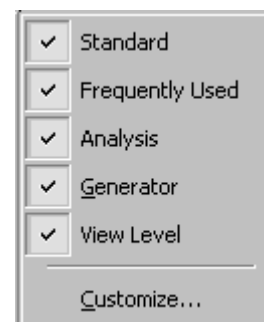 Standard
Frequently Used
Analysis
Generator
View Level
Customize...